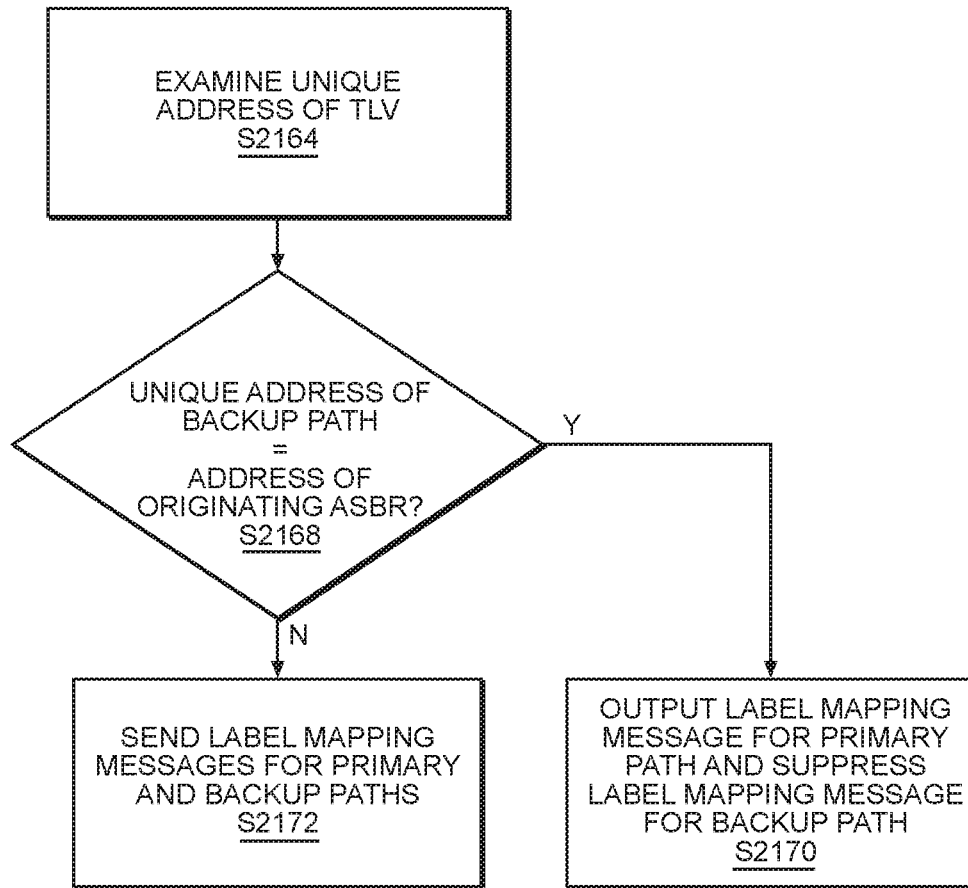 EXAMINE UNIQUE
ADDRESS OF TLV
S2164
UNIQUE ADDRESS OF
BACKUP PATH
=
ADDRESS OF
ORIGINATING ASBR?
S2168
Y
N
SEND LABEL MAPPING
MESSAGES FOR PRIMARY
AND BACKUP PATHS
S2172
OUTPUT LABEL MAPPING
MESSAGE FOR PRIMARY
PATH AND SUPPRESS
LABEL MAPPING MESSAGE
FOR BACKUP PATH
S2170